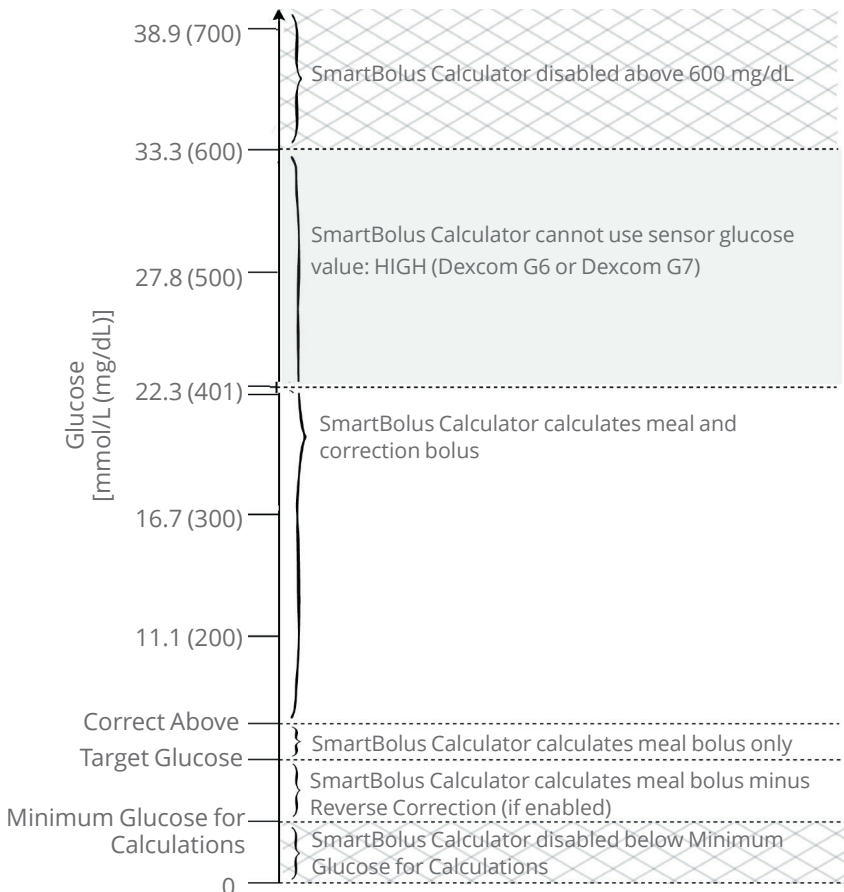 38.9 (700)
SmartBolus Calculator disabled above 600 mg/dL
33.3 (600)
SmartBolus Calculator cannot use sensor glucose
value: HIGH (Dexcom G6 or Dexcom G7)
27.8 (500)
Glucose
[mmol/L (mg/dL)]
22.3 (401)
SmartBolus Calculator calculates meal and
correction bolus
16.7 (300)
11.1 (200)
Correct Above
SmartBolus Calculator calculates meal bolus only
Target Glucose
SmartBolus Calculator calculates meal bolus minus
Reverse Correction (if enabled)
Minimum Glucose for
Calculations
SmartBolus Calculator disabled below Minimum
Glucose for Calculations
0